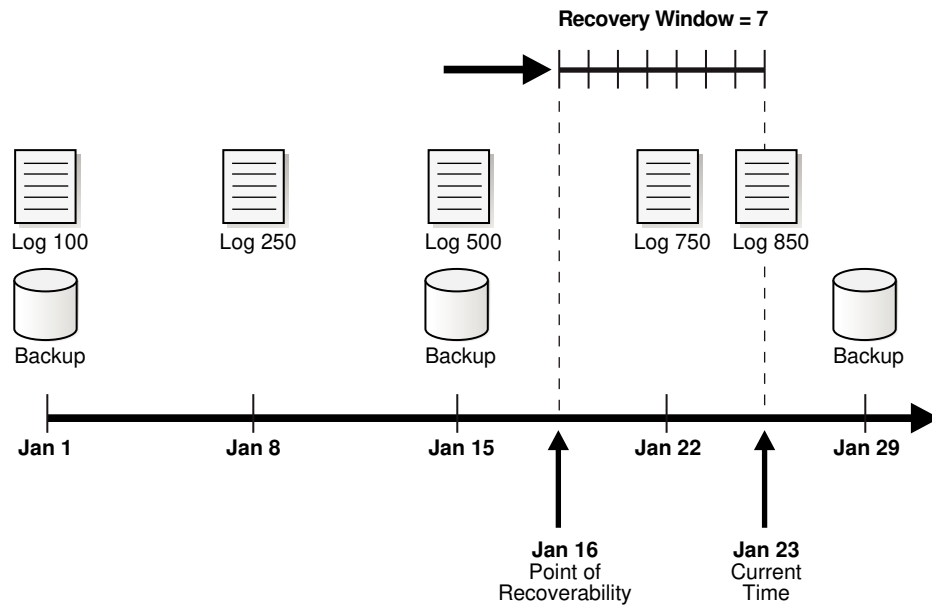 Recovery Window = 7
Log 100
Log 250
Log 500
Log 750
Log 850
Backup
Backup
Backup
Jan 1
Jan 8
Jan 15
Jan 22
Jan 29
Jan 16
Point of
Recoverability
Jan 23
Current
Time